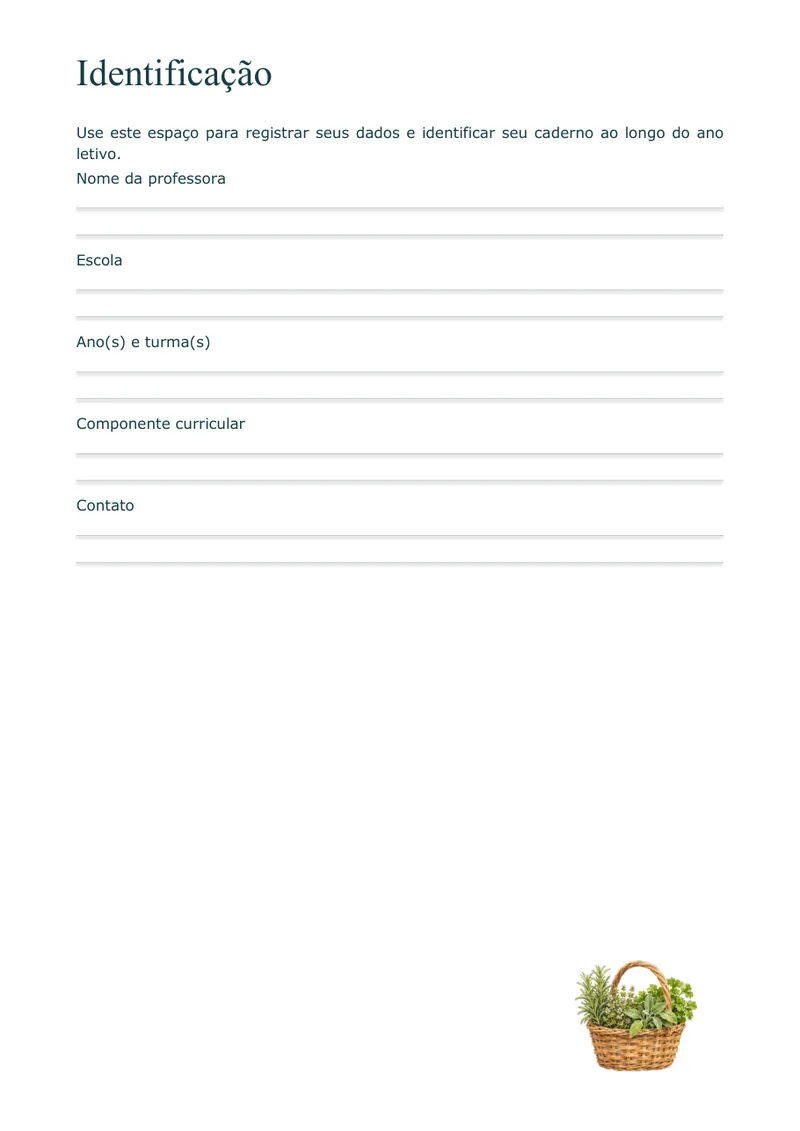 Identificação
Use este espaço para registrar seus dados e identificar seu caderno ao longo do ano
letivo.
Nome da professora
Escola
Ano(s) e turma(s)
Componente curricular
Contato